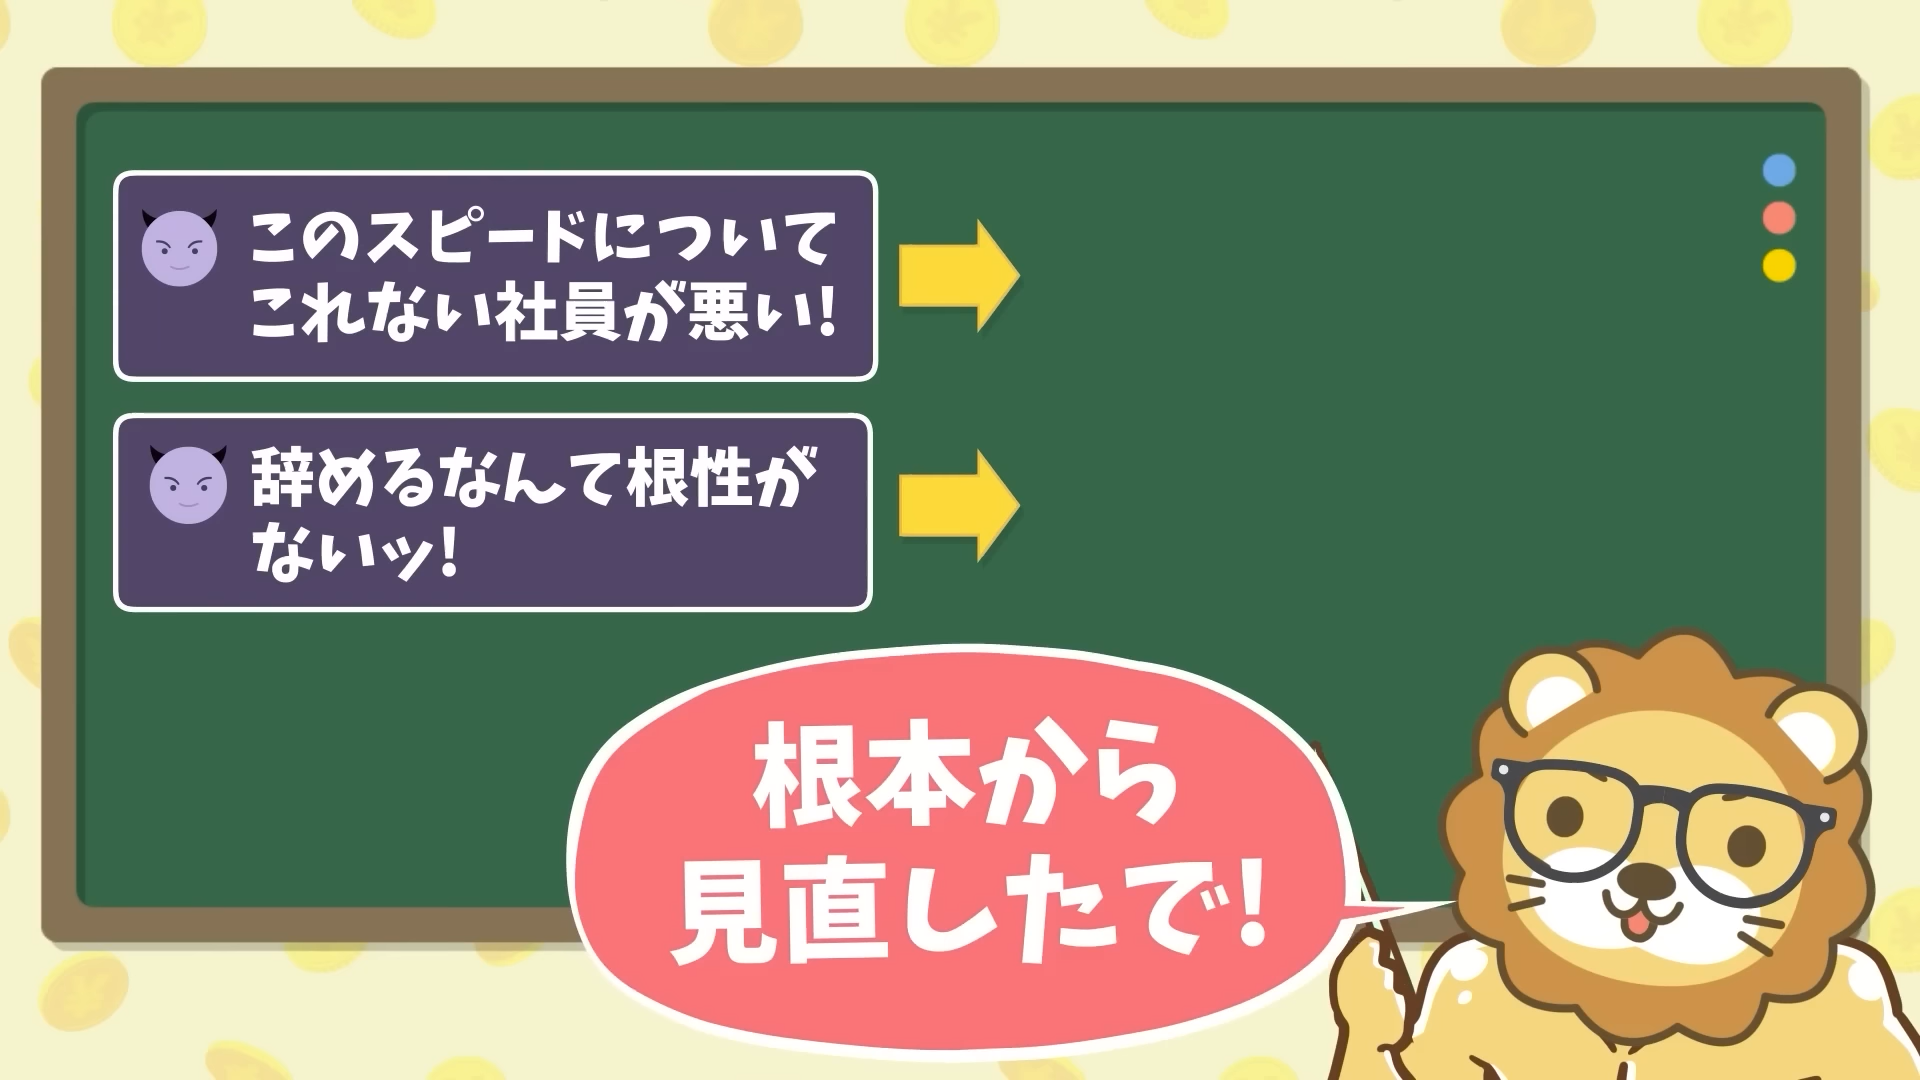 このスピードについて
これない社員が悪い!
辞めるなんて根性が
ないッ!
根本から
見直したで!